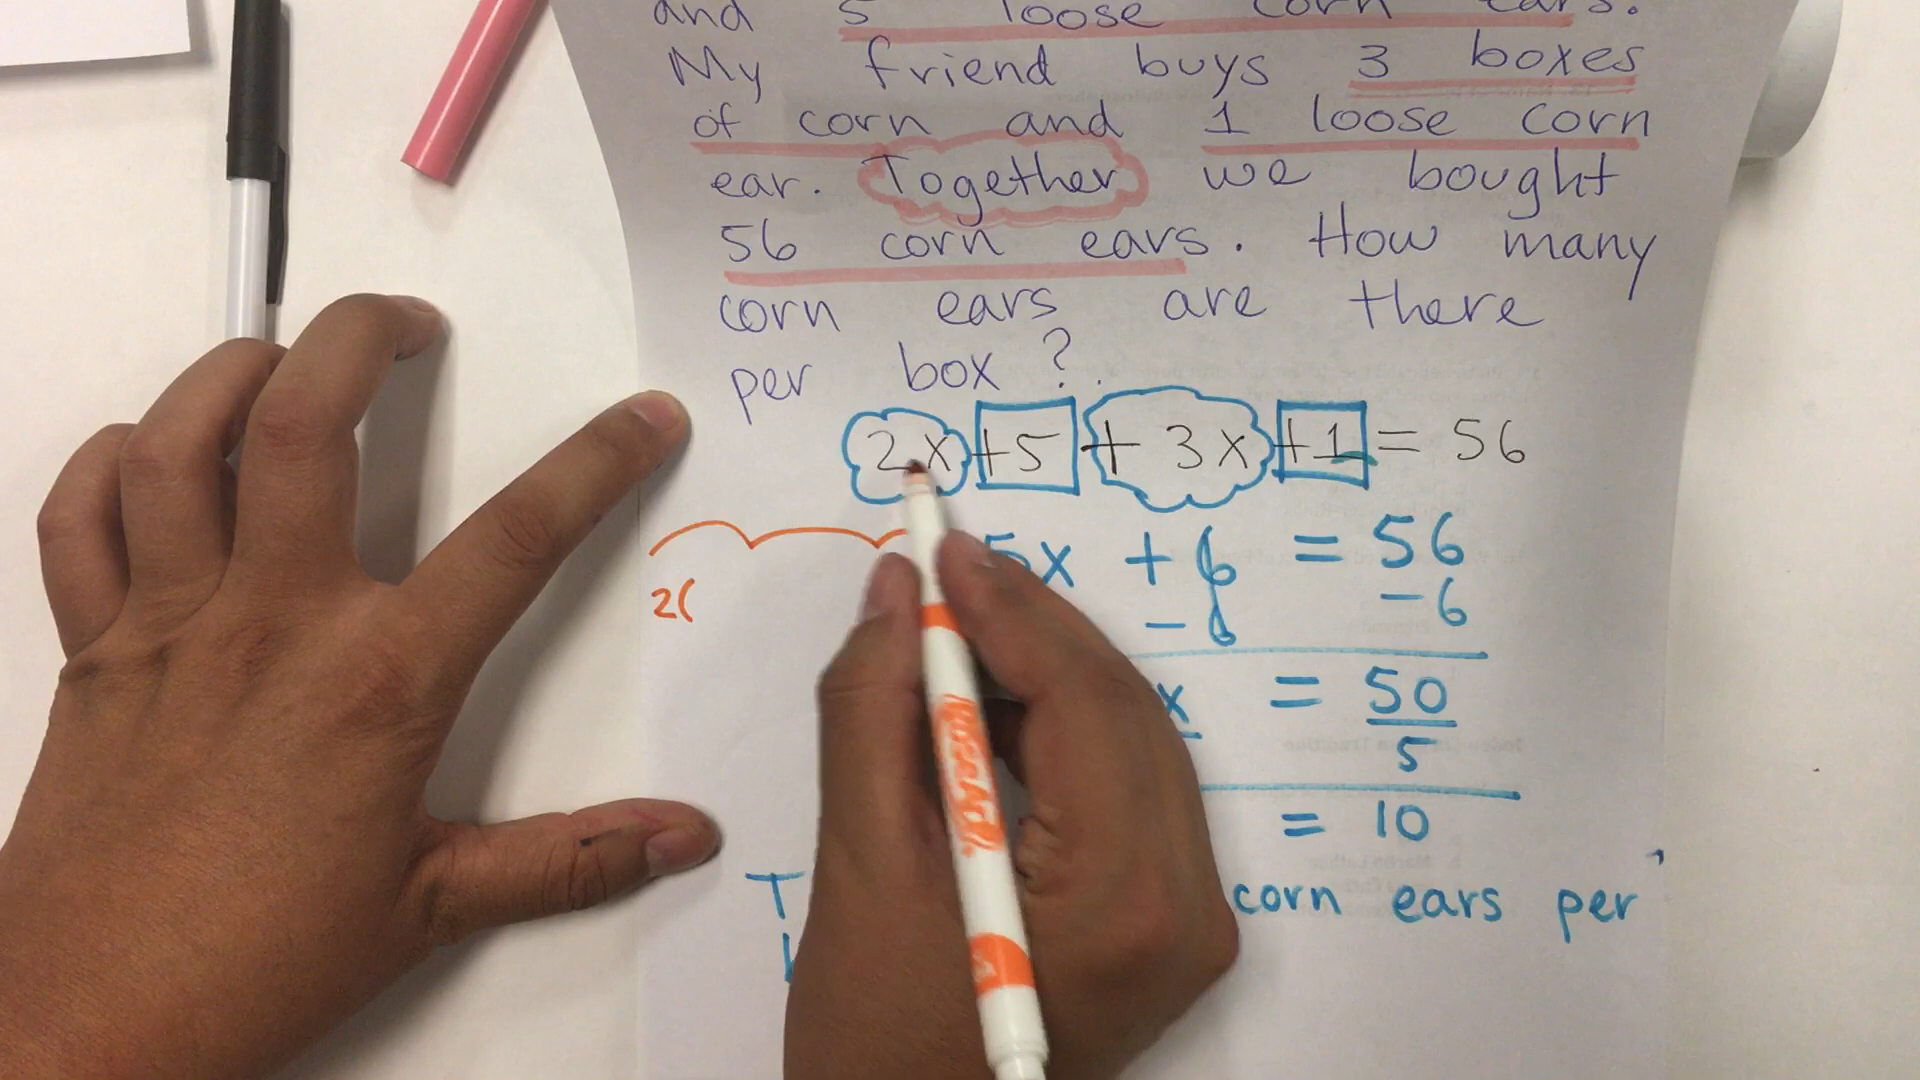 and 5 loose corn ears.
My friend buys 3 boxes
of corn and 1 loose corn
ear. Together we bought
56 corn ears. How many
corn ears are there
per box?
2x +5 + 3x +1 = 56
5x + 6 = 56
2( - 6 - 6
x = 50
5
= 10
corn ears per